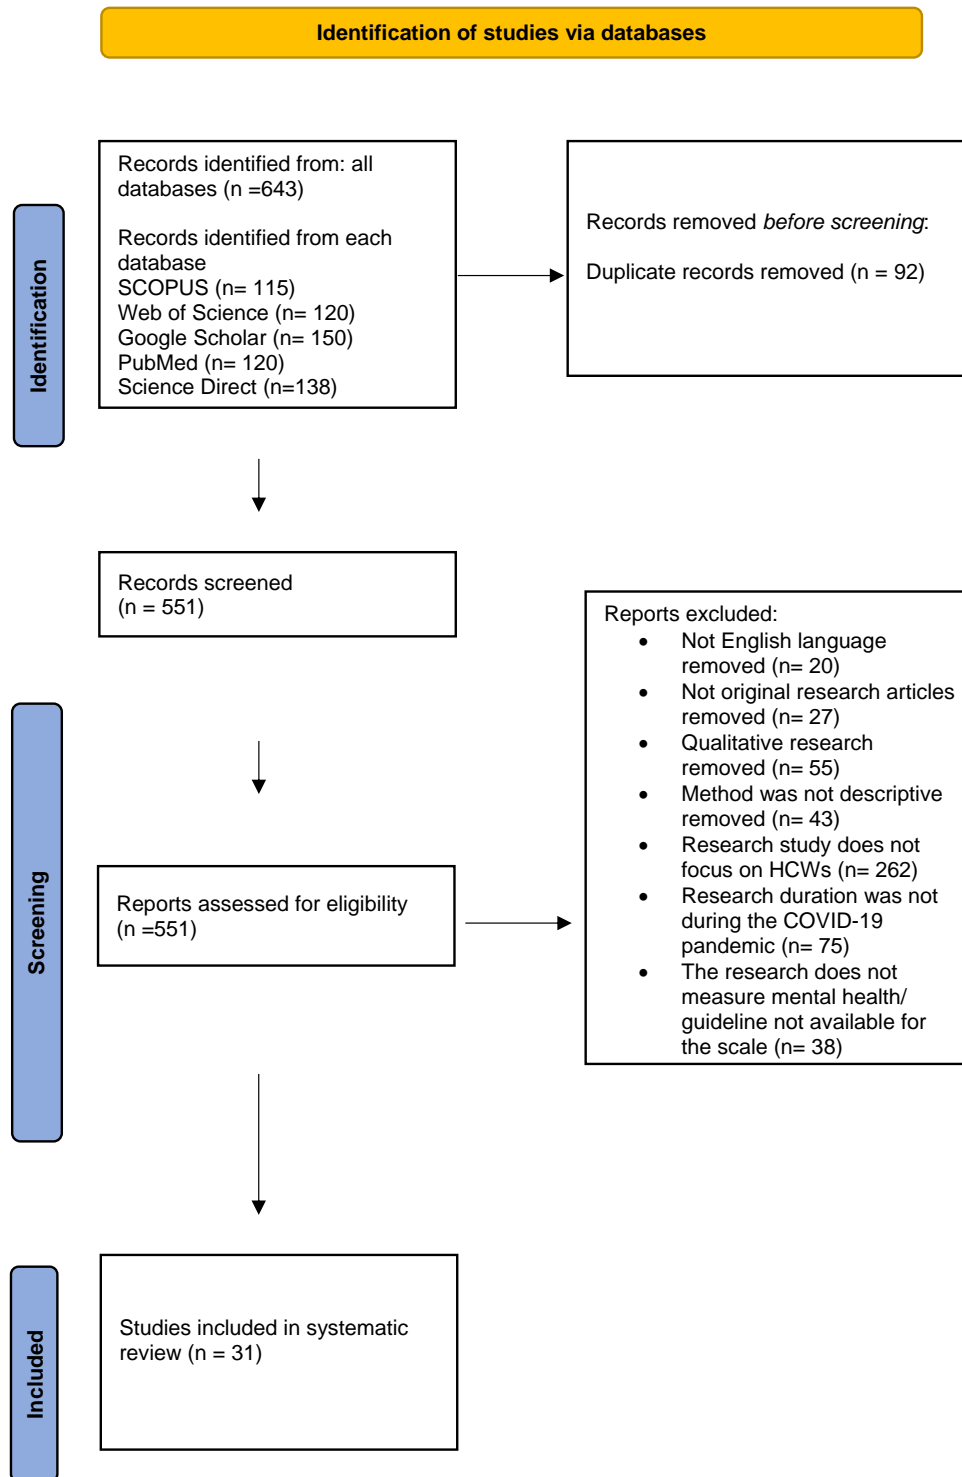 Identification of studies via databases
Identification
Records identified from: all
databases (n =643)
Records identified from each
database
SCOPUS (n= 115)
Web of Science (n= 120)
Google Scholar (n= 150)
PubMed (n= 120)
Science Direct (n=138)
Records removed before screening:
Duplicate records removed (n = 92)
Records screened
(n = 551)
Screening
Reports assessed for eligibility
(n =551)
Reports excluded:
• Not English language
removed (n= 20)
• Not original research articles
removed (n= 27)
• Qualitative research
removed (n= 55)
• Method was not descriptive
removed (n= 43)
• Research study does not
focus on HCWs (n= 262)
• Research duration was not
during the COVID-19
pandemic (n= 75)
• The research does not
measure mental health/
guideline not available for
the scale (n= 38)
Included
Studies included in systematic
review (n = 31)